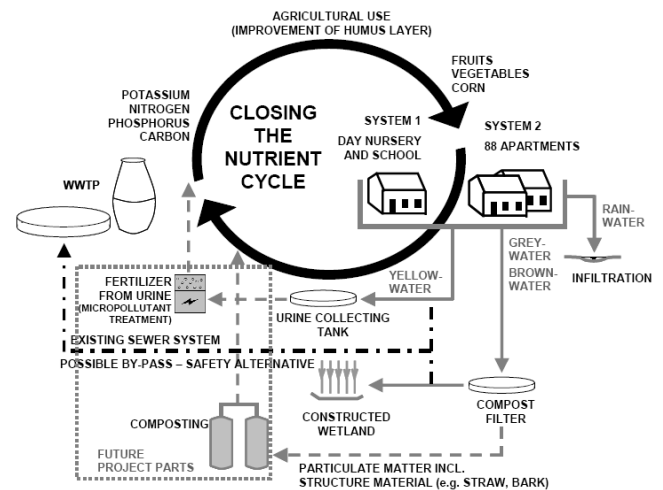 AGRICULTURAL USE
(IMPROVEMENT OF HUMUS LAYER)
FRUITS
VEGETABLES
CORN
POTASSIUM
NITROGEN
PHOSPHORUS
CARBON
CLOSING
THE
NUTRIENT
CYCLE
SYSTEM 1
DAY NURSERY
AND SCHOOL
SYSTEM 2
88 APARTMENTS
WWTP
RAIN-
WATER
GREY-
WATER
BROWN-
WATER
INFILTRATION
YELLOW-
WATER
FERTILIZER
FROM URINE
(MICROPOLLUTANT
TREATMENT)
URINE COLLECTING
TANK
EXISTING SEWER SYSTEM
POSSIBLE BY-PASS – SAFETY ALTERNATIVE
COMPOSTING
CONSTRUCTED
WETLAND
COMPOST
FILTER
FUTURE
PROJECT PARTS
PARTICULATE MATTER INCL.
STRUCTURE MATERIAL (e.g. STRAW, BARK)